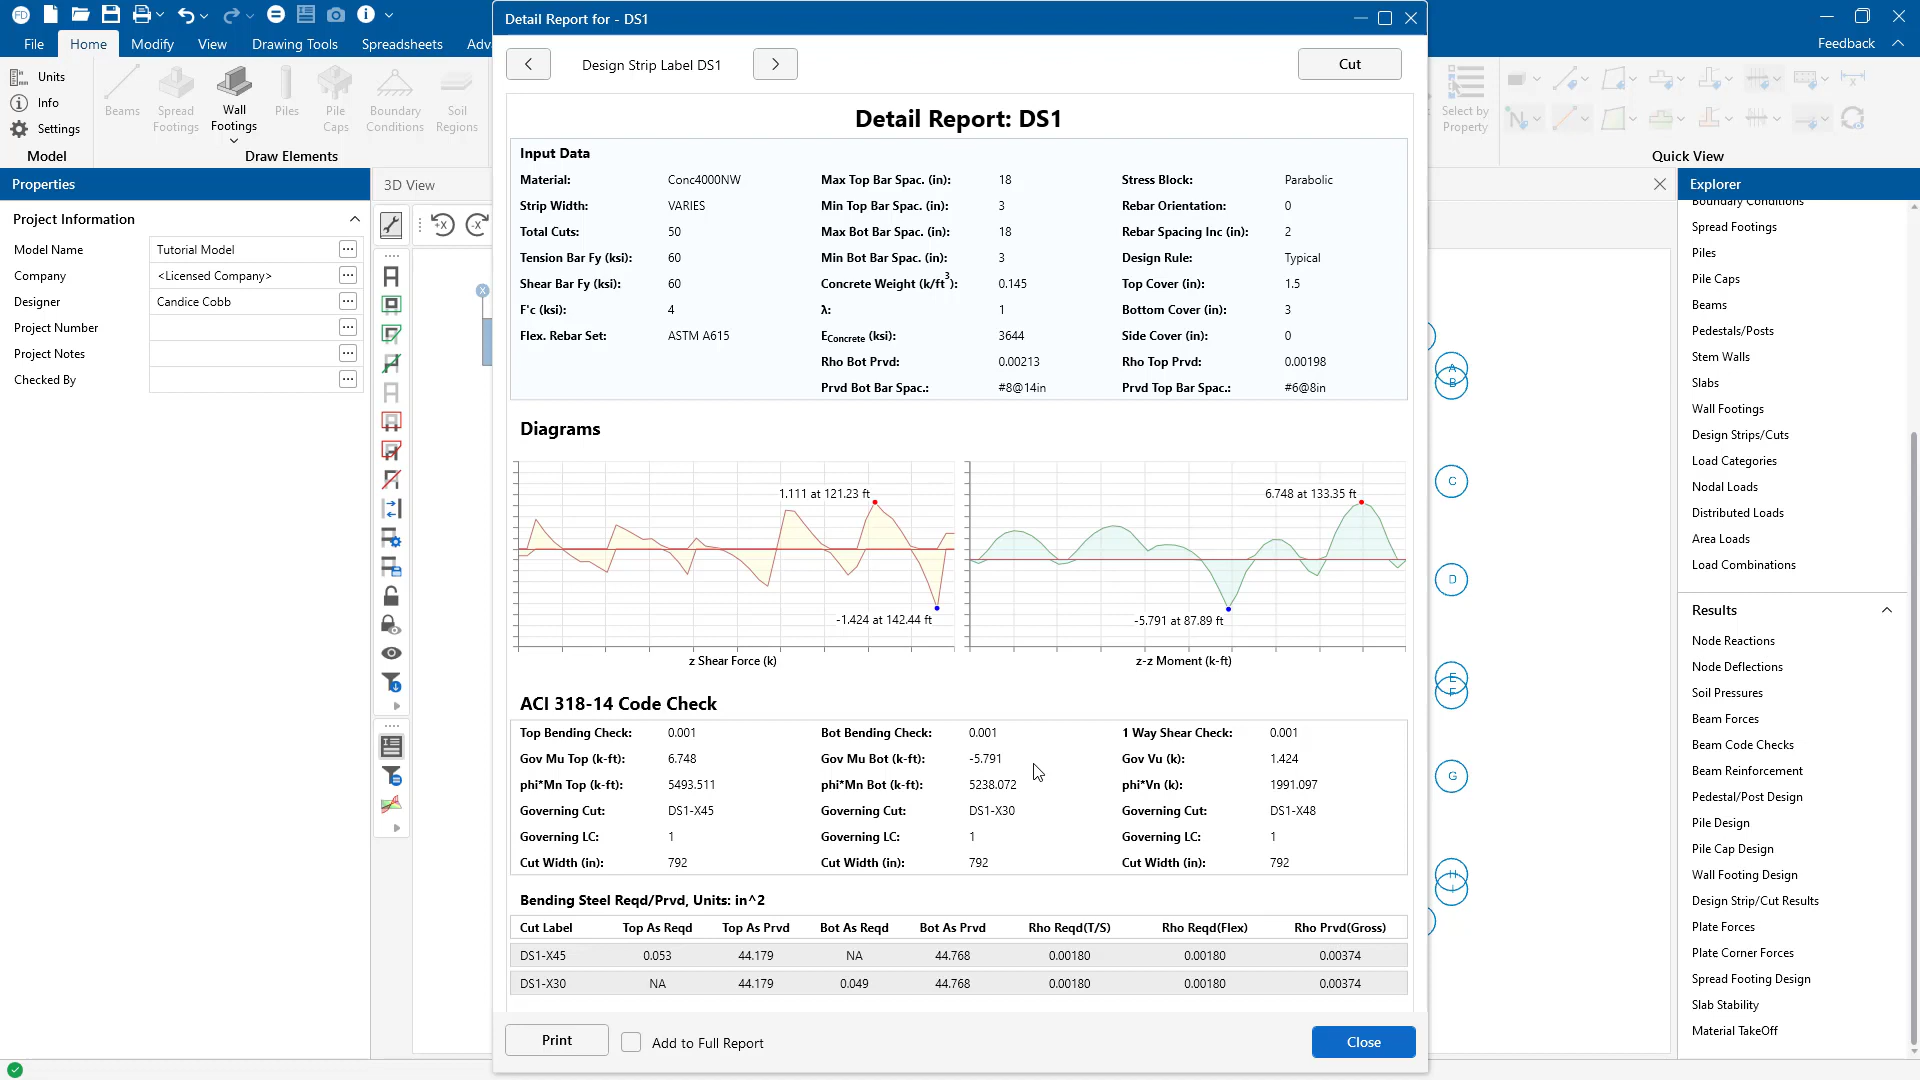 FD
Detail Report for - DS1
File Home Modify View Drawing Tools Spreadsheets Adv
Feedback
Units
Info
Settings
Model
Beams
Spread Footings
Wall Footings
Piles
Pile Caps
Boundary Conditions
Soil Regions
Draw Elements
Select by Property
Quick View
Properties
Project Information
Model Name Tutorial Model
Company <Licensed Company>
Designer Candice Cobb
Project Number
Project Notes
Checked By
3D View
+X
-X
X
Design Strip Label DS1
Cut
Detail Report: DS1
Input Data
Material: Conc4000NW Max Top Bar Spac. (in): 18 Stress Block: Parabolic
Strip Width: VARIES Min Top Bar Spac. (in): 3 Rebar Orientation: 0
Total Cuts: 50 Max Bot Bar Spac. (in): 18 Rebar Spacing Inc (in): 2
Tension Bar Fy (ksi): 60 Min Bot Bar Spac. (in): 3 Design Rule: Typical
Shear Bar Fy (ksi): 60 Concrete Weight (k/ft3): 0.145 Top Cover (in): 1.5
F'c (ksi): 4 λ: 1 Bottom Cover (in): 3
Flex. Rebar Set: ASTM A615 EConcrete (ksi): 3644 Side Cover (in): 0
Rho Bot Prvd: 0.00213 Rho Top Prvd: 0.00198
Prvd Bot Bar Spac.: #8@14in Prvd Top Bar Spac.: #6@8in
Diagrams
1.111 at 121.23 ft
-1.424 at 142.44 ft
z Shear Force (k)
6.748 at 133.35 ft
-5.791 at 87.89 ft
z-z Moment (k-ft)
ACI 318-14 Code Check
Top Bending Check: 0.001 Bot Bending Check: 0.001 1 Way Shear Check: 0.001
Gov Mu Top (k-ft): 6.748 Gov Mu Bot (k-ft): -5.791 Gov Vu (k): 1.424
phi*Mn Top (k-ft): 5493.511 phi*Mn Bot (k-ft): 5238.072 phi*Vn (k): 1991.097
Governing Cut: DS1-X45 Governing Cut: DS1-X30 Governing Cut: DS1-X48
Governing LC: 1 Governing LC: 1 Governing LC: 1
Cut Width (in): 792 Cut Width (in): 792 Cut Width (in): 792
Bending Steel Reqd/Prvd, Units: in^2
Cut Label Top As Reqd Top As Prvd Bot As Reqd Bot As Prvd Rho Reqd(T/S) Rho Reqd(Flex) Rho Prvd(Gross)
DS1-X45 0.053 44.179 NA 44.768 0.00180 0.00180 0.00374
DS1-X30 NA 44.179 0.049 44.768 0.00180 0.00180 0.00374
Print
Add to Full Report
Close
A
B
C
D
E
F
G
H
Explorer
Boundary Conditions
Spread Footings
Piles
Pile Caps
Beams
Pedestals/Posts
Stem Walls
Slabs
Wall Footings
Design Strips/Cuts
Load Categories
Nodal Loads
Distributed Loads
Area Loads
Load Combinations
Results
Node Reactions
Node Deflections
Soil Pressures
Beam Forces
Beam Code Checks
Beam Reinforcement
Pedestal/Post Design
Pile Design
Pile Cap Design
Wall Footing Design
Design Strip/Cut Results
Plate Forces
Plate Corner Forces
Spread Footing Design
Slab Stability
Material TakeOff